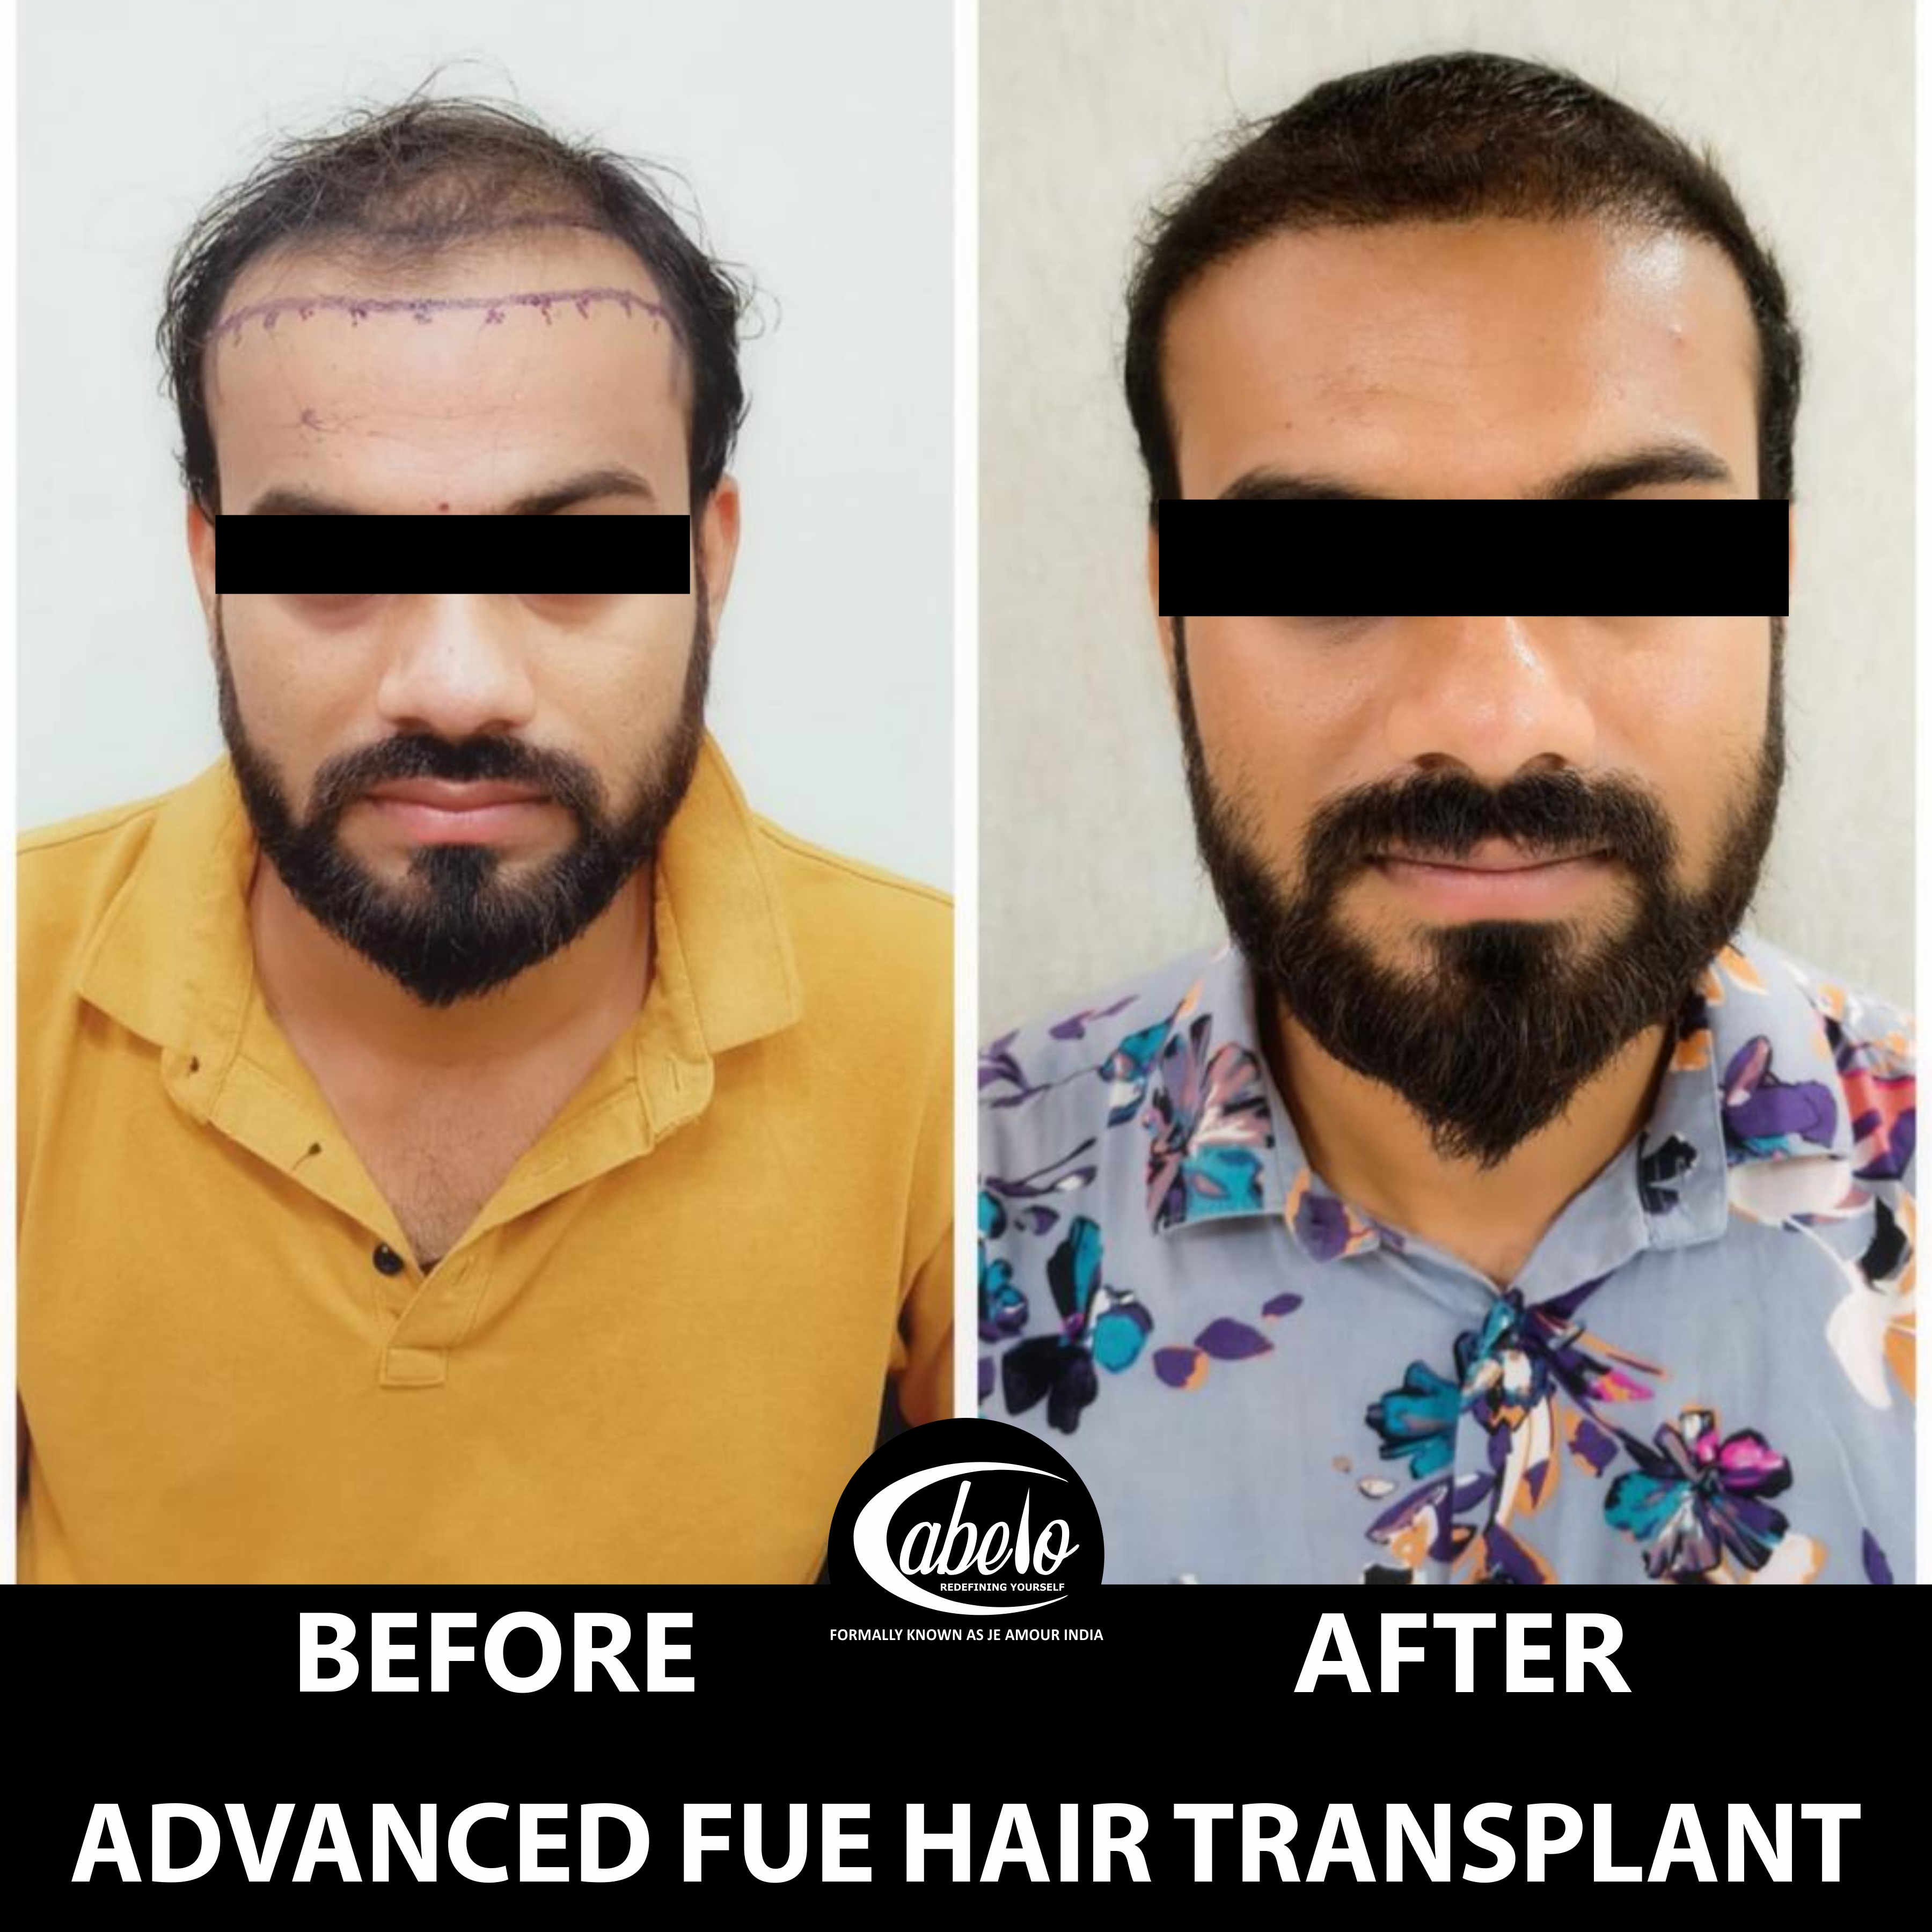 Cabelo
REDEFINING YOURSELF
FORMALLY KNOWN AS JE AMOUR INDIA
BEFORE
AFTER
ADVANCED FUE HAIR TRANSPLANT